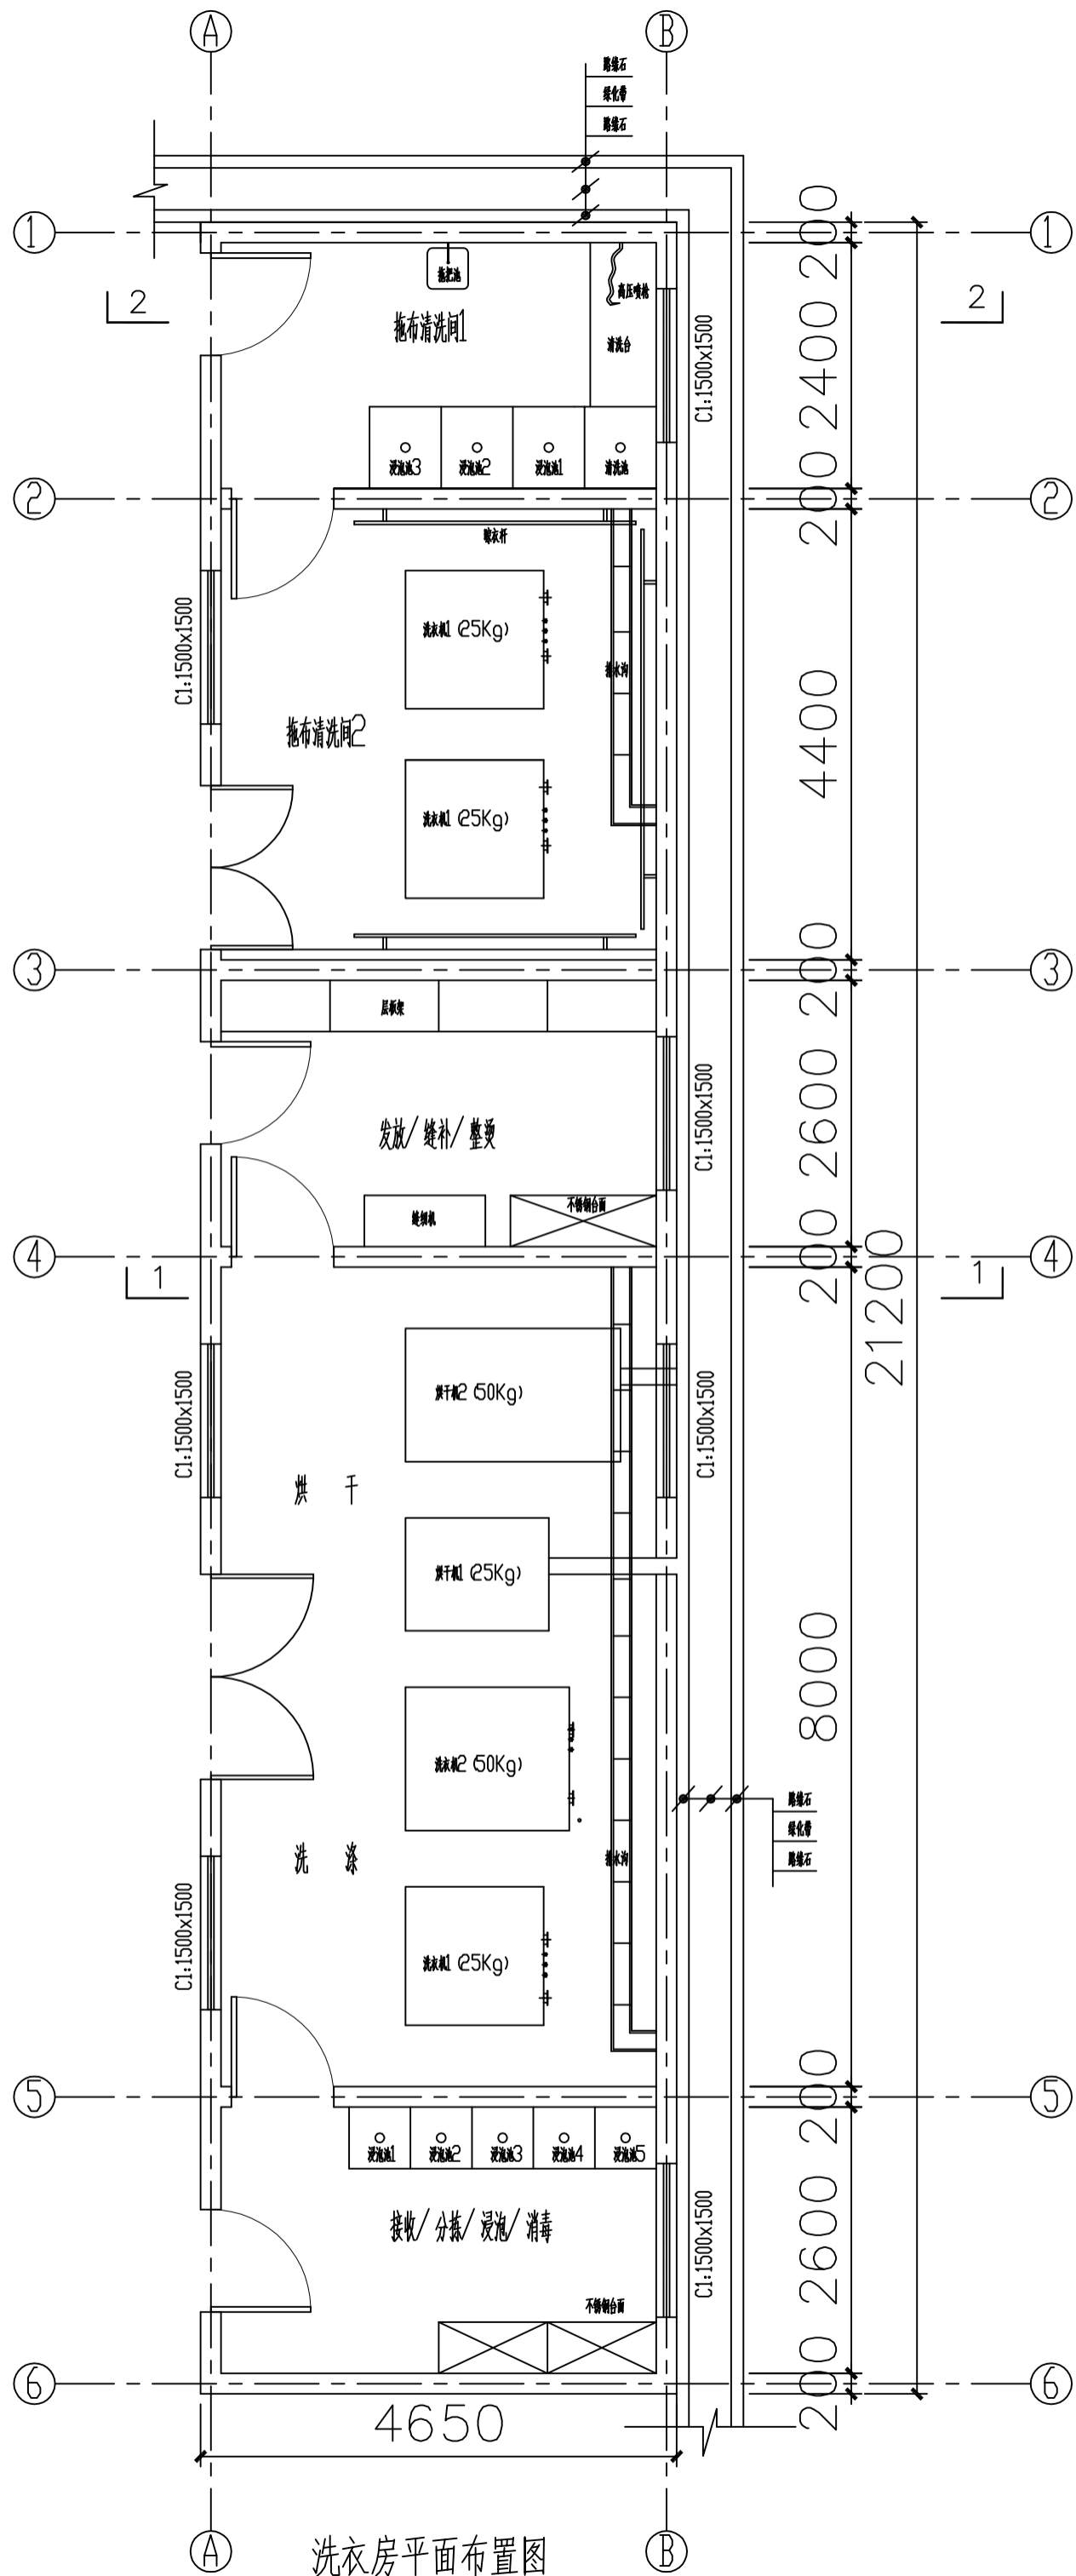 A
B
路缘石
绿化带
路缘石
1
1
200
2
2
拖把池
高压喷枪
拖布清洗间1
清洗台
C1:1500x1500
2400
浸泡池3
浸泡池2
浸泡池1
清洗池
2
2
200
晾衣杆
洗衣机1 (25Kg)
C1:1500x1500
排水沟
拖布清洗间2
4400
洗衣机1 (25Kg)
3
3
200
层板架
C1:1500x1500
发放/缝补/整烫
2600
缝纫机
不锈钢台面
4
4
200
21200
1
1
烘干机2 (50Kg)
C1:1500x1500
C1:1500x1500
烘 干
烘干机1 (25Kg)
8000
洗衣机2 (50Kg)
路缘石
绿化带
路缘石
洗 涤
排水沟
C1:1500x1500
洗衣机1 (25Kg)
5
5
200
浸泡池1
浸泡池2
浸泡池3
浸泡池4
浸泡池5
C1:1500x1500
接收/分拣/浸泡/消毒
2600
不锈钢台面
6
6
200
4650
A
B
洗衣房平面布置图